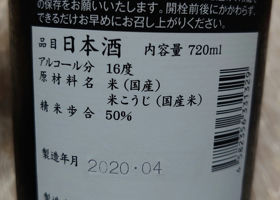 の保存をお願いいたします。開栓前後にかかわらず、
できるだけお早めにお召し上がりください。
品目 日本酒 内容量 720ml
アルコール分 16度
原材料名 米(国産)
米こうじ(国産米)
精米歩合 50%
製造年月 2020.04